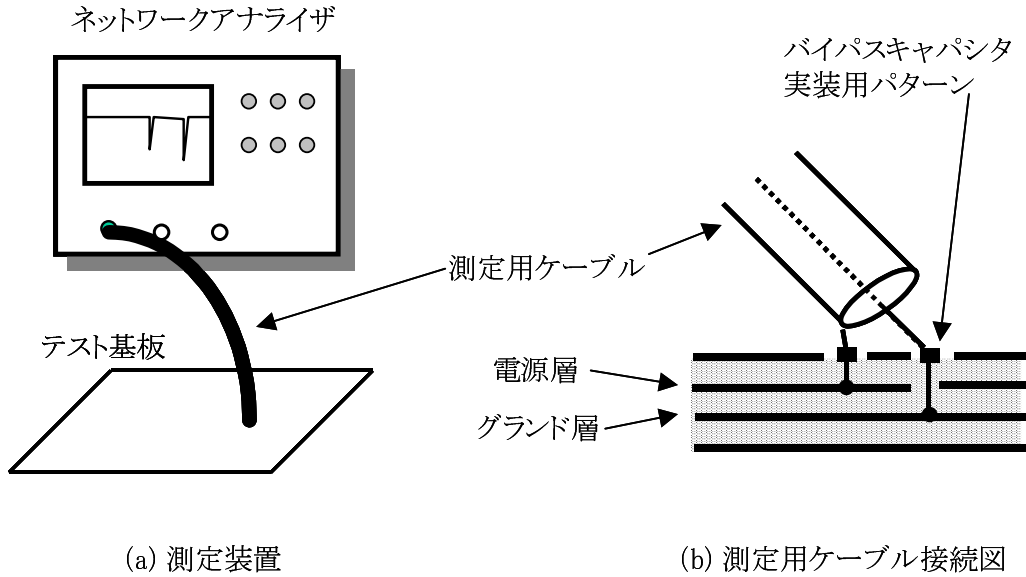 ネットワークアナライザ
バイパスキャパシタ
実装用パターン
測定用ケーブル
テスト基板
電源層
グランド層
(a) 測定装置
(b) 測定用ケーブル接続図